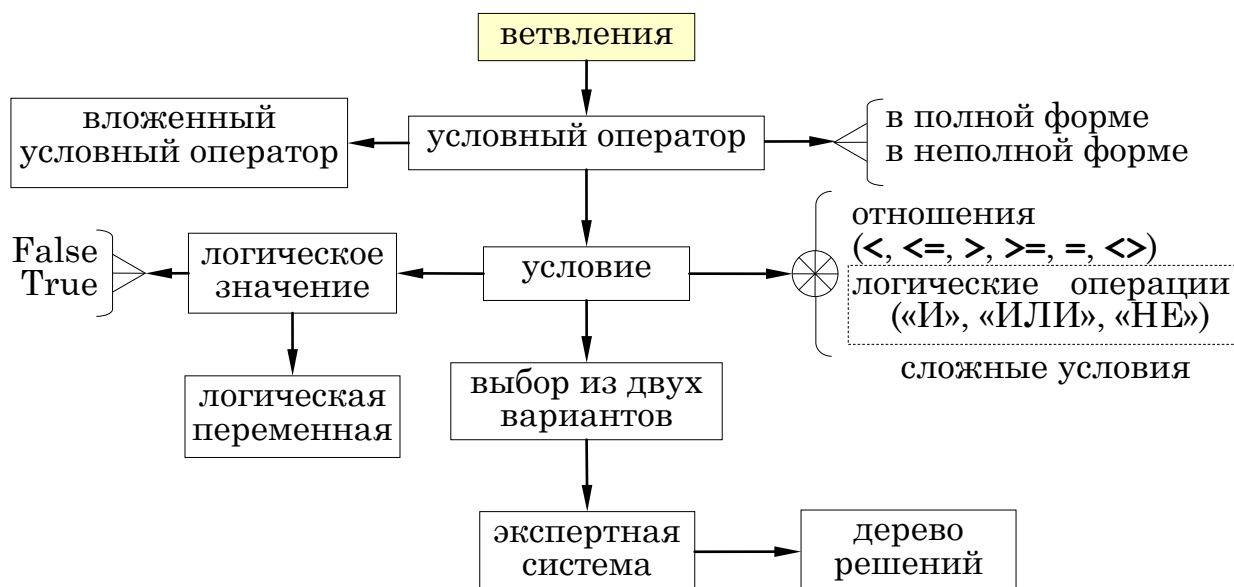 ветвления
вложенный
условный оператор
условный оператор
в полной форме
в неполной форме
False
True
логическое
значение
условие
отношения
(<, <=, >, >=, =, <>)
логические операции
(«И», «ИЛИ», «НЕ»)
сложные условия
логическая
переменная
выбор из двух
вариантов
экспертная
система
дерево
решений